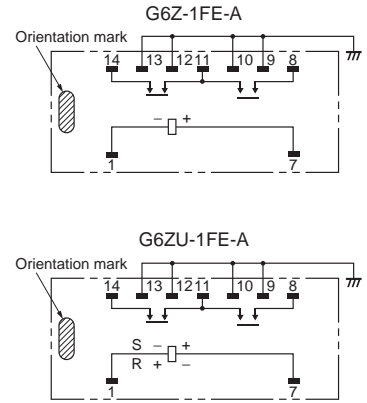 G6Z-1FE-A
Orientation mark
14 13 12 11 10 9 8
− +
1 7
G6ZU-1FE-A
Orientation mark
14 13 12 11 10 9 8
S − +
R + −
1 7